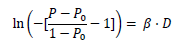 ln(-[P - P₀ / 1 - P₀ - 1]) = β · D